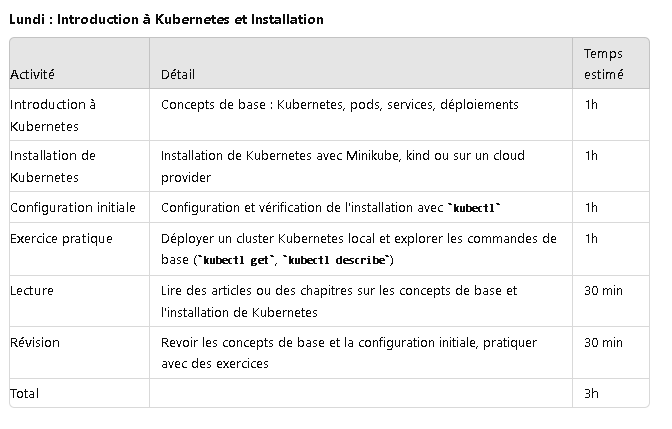 Lundi : Introduction à Kubernetes et Installation
Temps
Activité Détail estimé
Introduction à Concepts de base : Kubernetes, pods, services, déploiements 1h
Kubernetes
Installation de Installation de Kubernetes avec Minikube, kind ou sur un cloud 1h
Kubernetes provider
Configuration initiale Configuration et vérification de l'installation avec `kubectl` 1h
Exercice pratique Déployer un cluster Kubernetes local et explorer les commandes de 1h
base (`kubectl get`, `kubectl describe`)
Lecture Lire des articles ou des chapitres sur les concepts de base et 30 min
l'installation de Kubernetes
Révision Revoir les concepts de base et la configuration initiale, pratiquer 30 min
avec des exercices
Total 3h